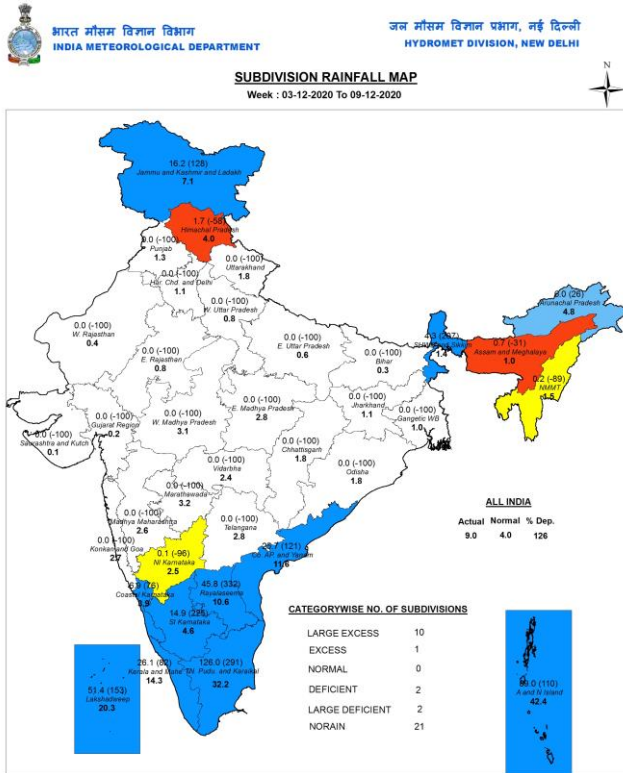 भारत मौसम विज्ञान विभाग
INDIA METEOROLOGICAL DEPARTMENT
जल मौसम विज्ञान प्रभाग, नई दिल्ली
HYDROMET DIVISION, NEW DELHI
SUBDIVISION RAINFALL MAP
Week : 03-12-2020 To 09-12-2020
N
16.2 (128)
Jammu and Kashmir and Ladakh
7.1
1.7 (-58)
Himachal Pradesh
4.0
0.0 (-100)
Punjab
1.3
0.0 (-100)
Uttarakhand
1.8
0.0 (-100)
Har. Chd. and Delhi
1.1
0.0 (-100)
W. Uttar Pradesh
0.8
0.0 (-100)
W. Rajasthan
0.4
0.0 (-100)
E. Rajasthan
0.8
0.0 (-100)
E. Uttar Pradesh
0.6
0.0 (-100)
Bihar
0.3
(207)
1.4
(26)
Arunachal Pradesh
4.8
0.7 (-31)
Assam and Meghalaya
1.0
0.2 (-89)
NMMT
1.5
0.0 (-100)
Saurashtra and Kutch
0.1
0.0 (-100)
Gujarat Region
0.2
0.0 (-100)
W. Madhya Pradesh
3.1
0.0 (-100)
E. Madhya Pradesh
2.8
0.0 (-100)
Jharkhand
1.1
0.0 (-100)
Gangetic WB
1.0
0.0 (-100)
Chhattisgarh
1.8
0.0 (-100)
Odisha
1.8
0.0 (-100)
Vidarbha
2.4
0.0 (-100)
Marathawada
3.2
0.0 (-100)
Madhya Maharashtra
2.6
0.0 (-100)
Telangana
2.8
0.0 (-100)
Konkan and Goa
2.7
0.1 (-96)
NI Karnataka
2.5
(121)
Co. AP. and Yanam
11.6
(76)
Coastal Karnataka
3.9
45.8 (332)
Rayalaseema
10.6
14.9
SI Karnataka
4.6
26.1 (82)
Kerala and Mahe
14.3
126.0 (291)
TN. Pudu. and Karaikal
32.2
51.4 (153)
Lakshadweep
20.3
(110)
A and N Island
42.4
ALL INDIA
Actual Normal % Dep.
9.0 4.0 126
CATEGORYWISE NO. OF SUBDIVISIONS
LARGE EXCESS 10
EXCESS 1
NORMAL 0
DEFICIENT 2
LARGE DEFICIENT 2
NORAIN 21